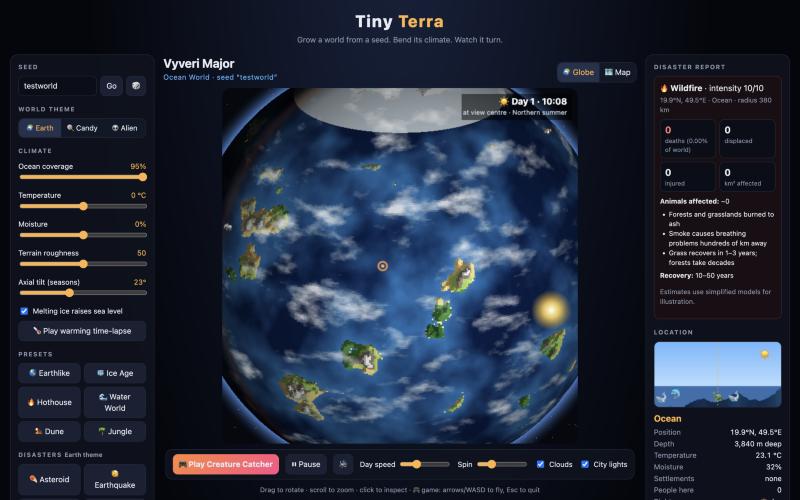 Tiny Terra
Grow a world from a seed. Bend its climate. Watch it turn.
SEED
testworld
Go
WORLD THEME
Earth
Candy
Alien
CLIMATE
Ocean coverage 95%
Temperature 0 °C
Moisture 0%
Terrain roughness 50
Axial tilt (seasons) 23°
Melting ice raises sea level
Play warming time-lapse
PRESETS
Earthlike
Ice Age
Hothouse
Water
World
Dune
Jungle
DISASTERS Earth theme
Asteroid
Earthquake
Vyveri Major
Ocean World · seed "testworld"
Globe
Map
Day 1 · 10:08
at view centre · Northern summer
Play Creature Catcher
Pause
Day speed
Spin
Clouds
City lights
Drag to rotate · scroll to zoom · click to inspect · game: arrows/WASD to fly, Esc to quit
DISASTER REPORT
Wildfire · intensity 10/10
19.9°N, 49.5°E · Ocean · radius 380
km
0
deaths (0.00%
of world)
0
displaced
0
injured
0
km² affected
Animals affected: ~0
• Forests and grasslands burned to
ash
• Smoke causes breathing
problems hundreds of km away
• Grass recovers in 1–3 years;
forests take decades
Recovery: 10–50 years
Estimates use simplified models for
illustration.
LOCATION
Ocean
Position 19.9°N, 49.5°E
Depth 3,840 m deep
Temperature 23.1 °C
Moisture 32%
Settlements None
People here 0